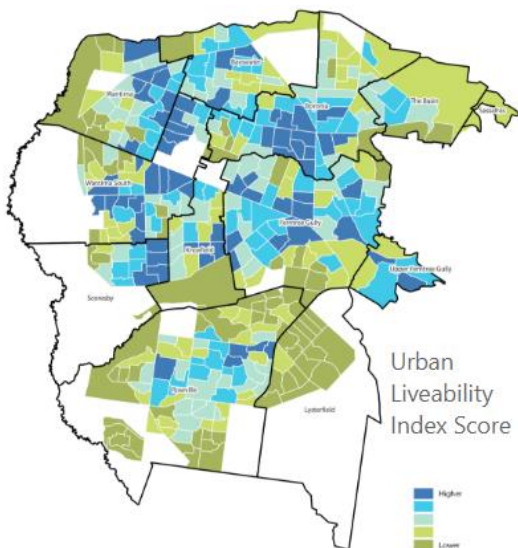 Bayswater
Wantirna
Boronia
The Basin
Sassafras
Wantirna South
Ferntree Gully
Knoxfield
Upper Ferntree Gully
Scoresby
Rowville
Lysterfield
Urban
Liveability
Index Score
Higher
Lower